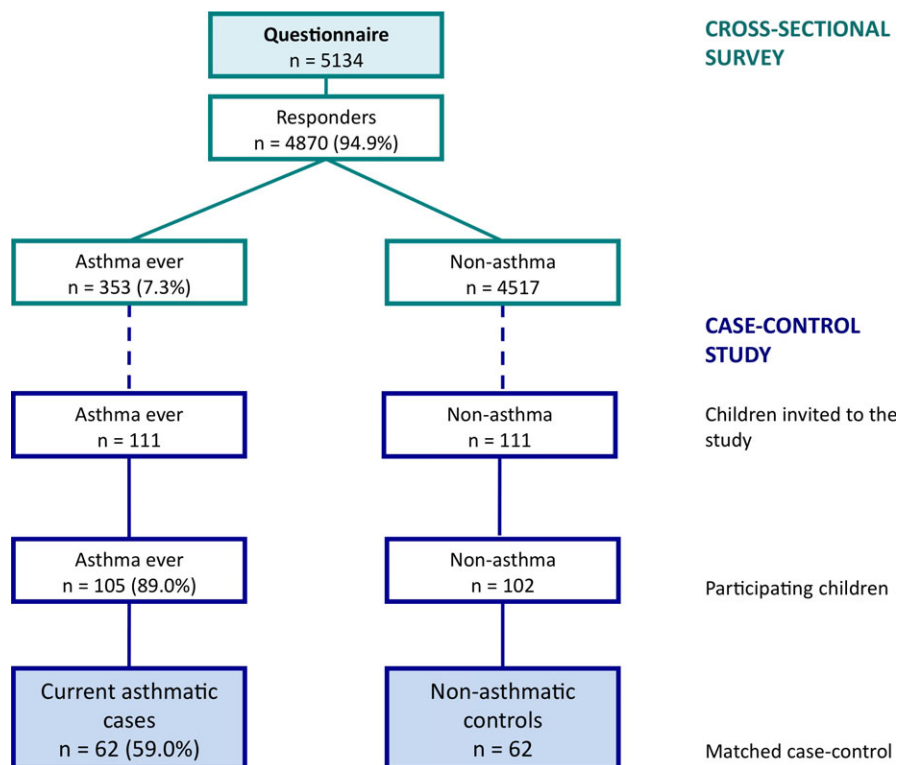 Questionnaire
n = 5134
CROSS-SECTIONAL
SURVEY
Responders
n = 4870 (94.9%)
Asthma ever
n = 353 (7.3%)
Non-asthma
n = 4517
CASE-CONTROL
STUDY
Asthma ever
n = 111
Non-asthma
n = 111
Children invited to the
study
Asthma ever
n = 105 (89.0%)
Non-asthma
n = 102
Participating children
Current asthmatic
cases
n = 62 (59.0%)
Non-asthmatic
controls
n = 62
Matched case-control